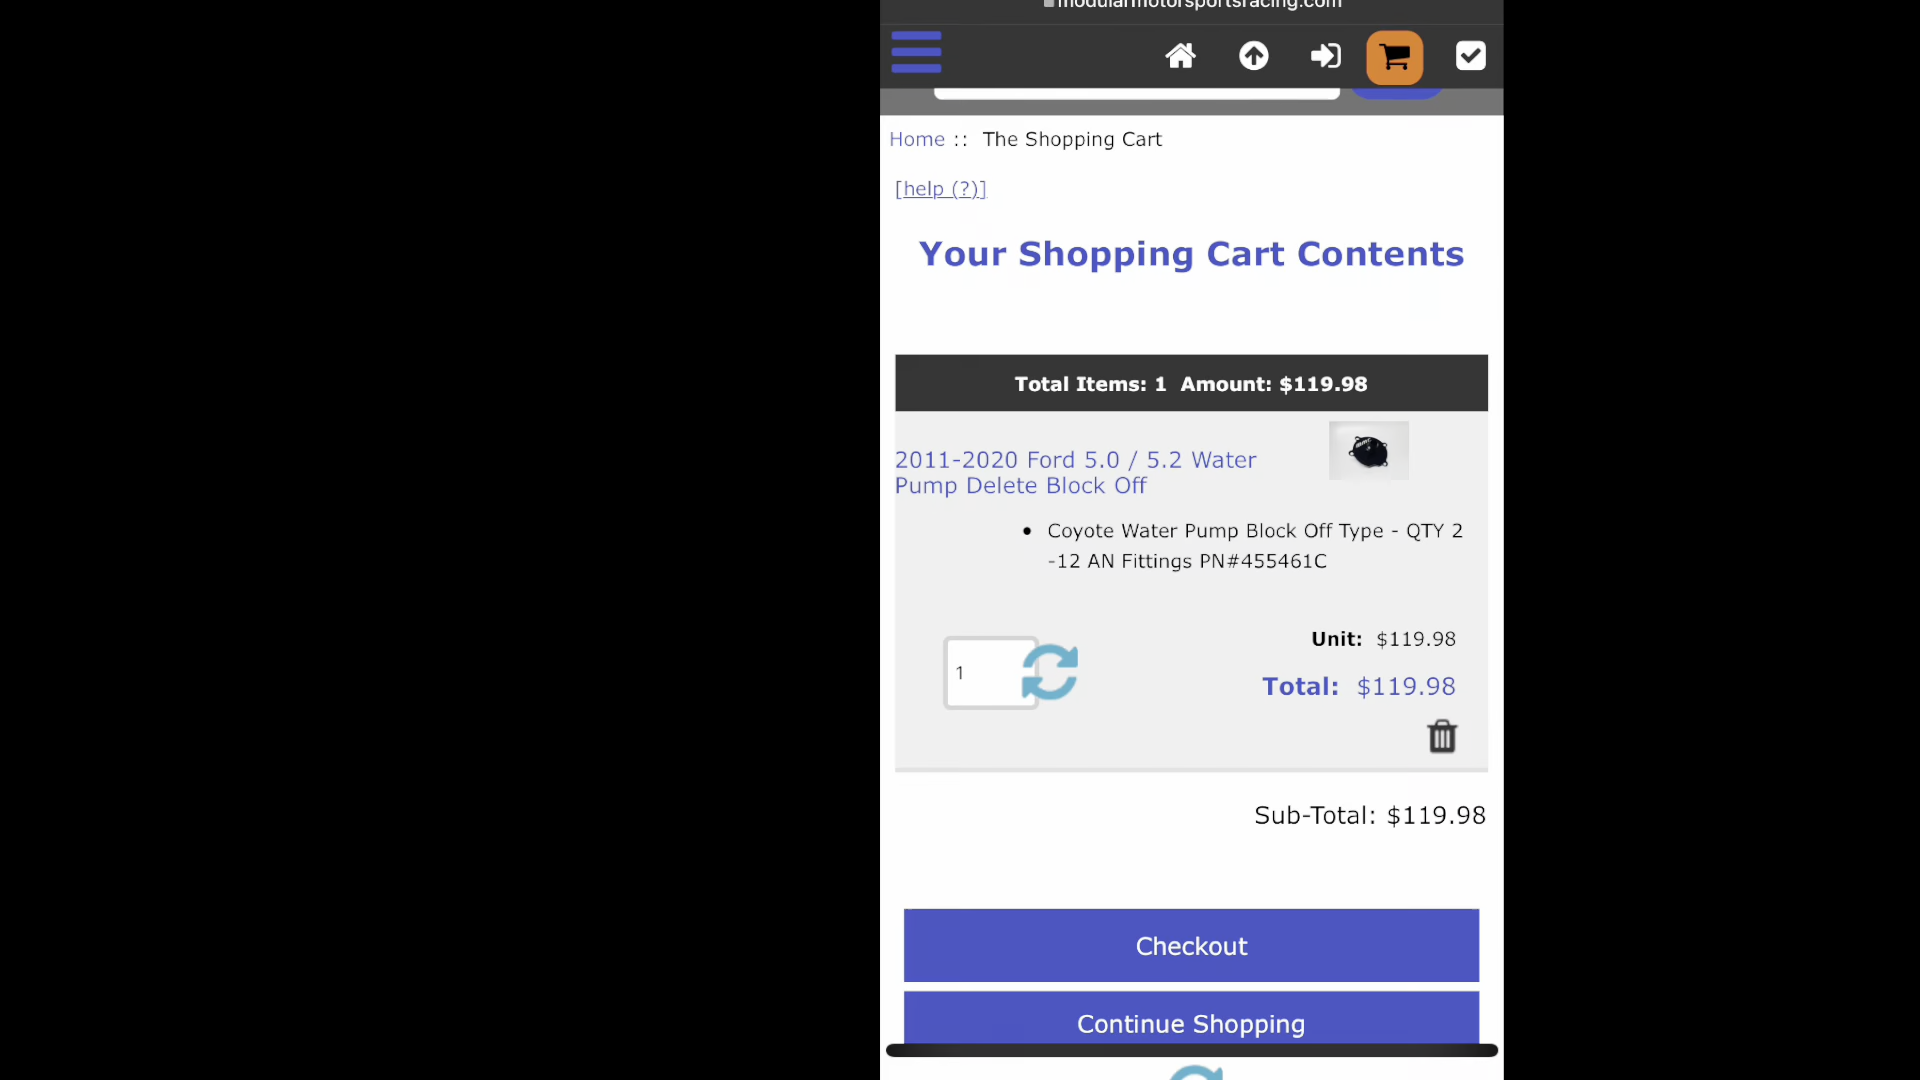 modularmotorsportsracing.com
Home :: The Shopping Cart
[help (?)]
Your Shopping Cart Contents
Total Items: 1 Amount: $119.98
2011-2020 Ford 5.0 / 5.2 Water
Pump Delete Block Off
• Coyote Water Pump Block Off Type - QTY 2
-12 AN Fittings PN#455461C
Unit: $119.98
1
Total: $119.98
Sub-Total: $119.98
Checkout
Continue Shopping